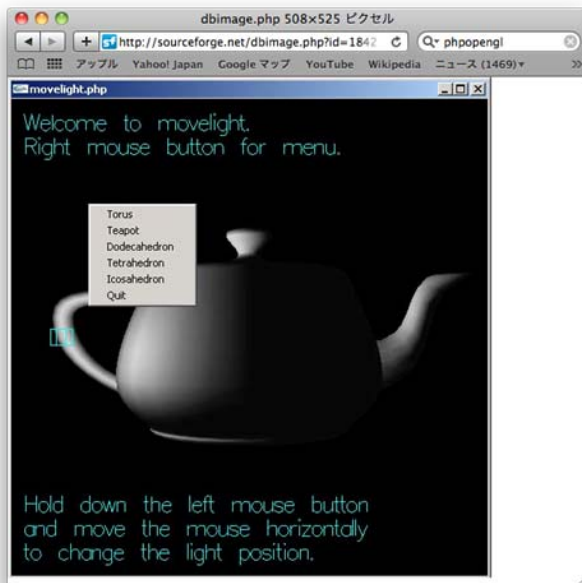 dbimage.php 508×525 ピクセル
http://sourceforge.net/dbimage.php?id=1842
phpopengl
アップル Yahoo! Japan Google マップ YouTube Wikipedia ニュース (1469)
movelight.php
Welcome to movelight.
Right mouse button for menu.
Torus
Teapot
Dodecahedron
Tetrahedron
Icosahedron
Quit
Hold down the left mouse button
and move the mouse horizontally
to change the light position.